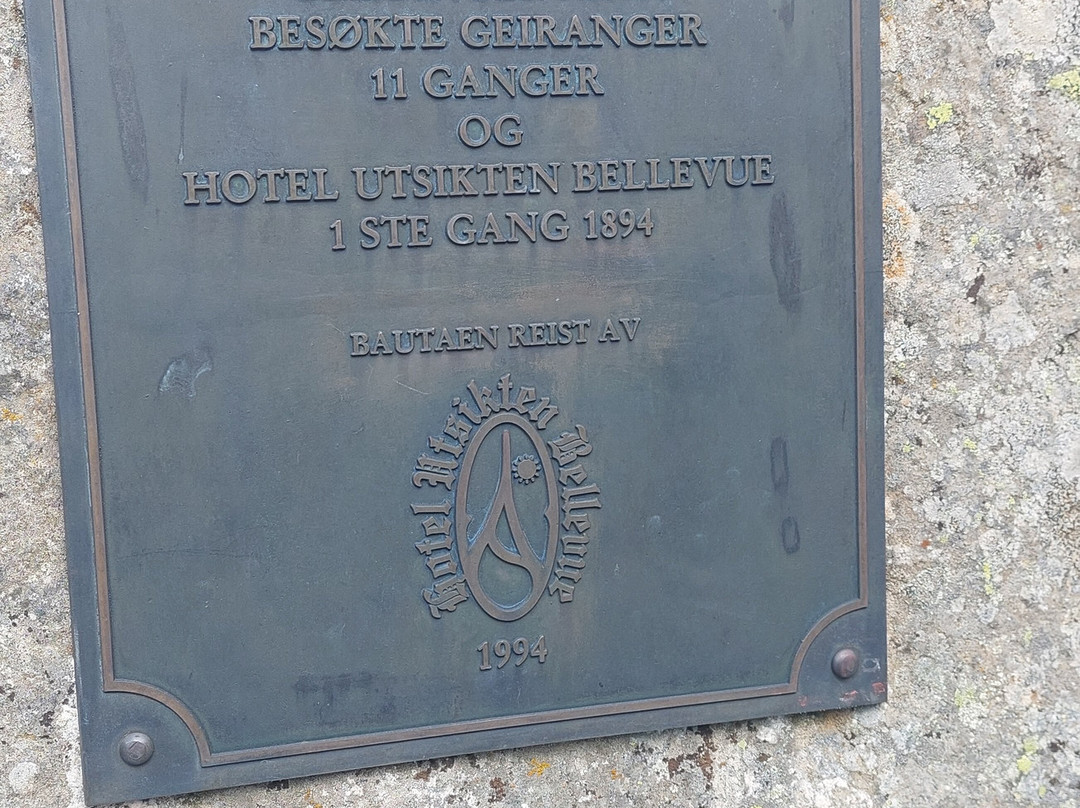 BESØKTE GEIRANGER
11 GANGER
OG
HOTEL UTSIKTEN BELLEVUE
1 STE GANG 1894
BAUTAEN REIST AV
Hotel Utsikten Bellevue
1994